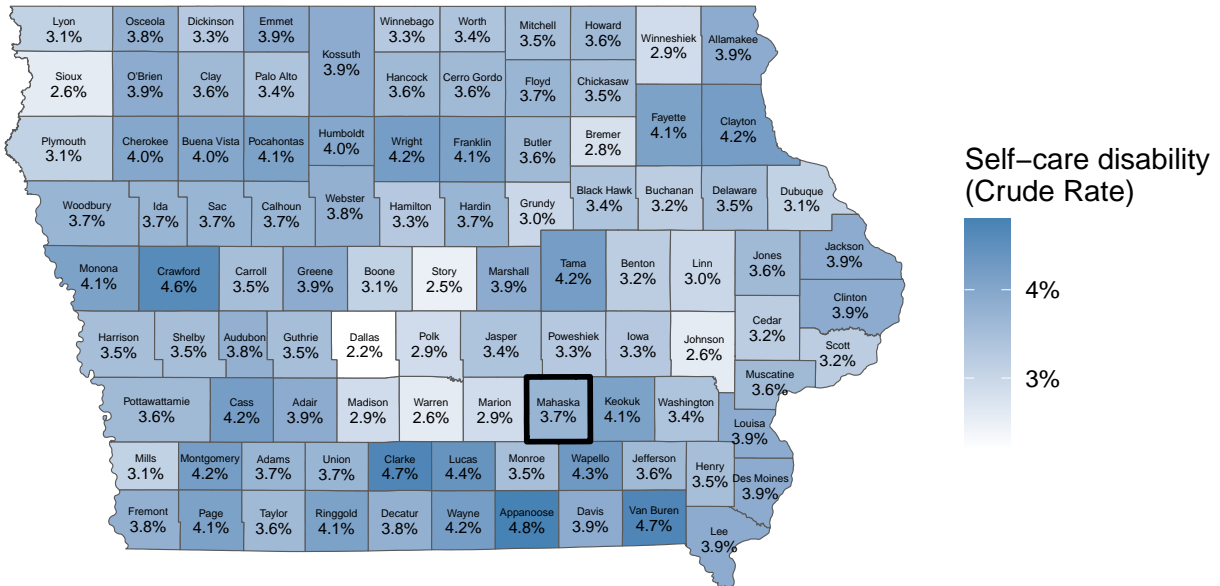 Lyon
3.1%
Osceola
3.8%
Dickinson
3.3%
Emmet
3.9%
Kossuth
3.9%
Winnebago
3.3%
Worth
3.4%
Mitchell
3.5%
Howard
3.6%
Winneshiek
2.9%
Allamakee
3.9%
Sioux
2.6%
O'Brien
3.9%
Clay
3.6%
Palo Alto
3.4%
Hancock
3.6%
Cerro Gordo
3.6%
Floyd
3.7%
Chickasaw
3.5%
Fayette
4.1%
Clayton
4.2%
Plymouth
3.1%
Cherokee
4.0%
Buena Vista
4.0%
Pocahontas
4.1%
Humboldt
4.0%
Wright
4.2%
Franklin
4.1%
Butler
3.6%
Bremer
2.8%
Woodbury
3.7%
Ida
3.7%
Sac
3.7%
Calhoun
3.7%
Webster
3.8%
Hamilton
3.3%
Hardin
3.7%
Grundy
3.0%
Black Hawk
3.4%
Buchanan
3.2%
Delaware
3.5%
Dubuque
3.1%
Monona
4.1%
Crawford
4.6%
Carroll
3.5%
Greene
3.9%
Boone
3.1%
Story
2.5%
Marshall
3.9%
Tama
4.2%
Benton
3.2%
Linn
3.0%
Jones
3.6%
Jackson
3.9%
Clinton
3.9%
Harrison
3.5%
Shelby
3.5%
Audubon
3.8%
Guthrie
3.5%
Dallas
2.2%
Polk
2.9%
Jasper
3.4%
Poweshiek
3.3%
Iowa
3.3%
Johnson
2.6%
Cedar
3.2%
Scott
3.2%
Muscatine
3.6%
Pottawattamie
3.6%
Cass
4.2%
Adair
3.9%
Madison
2.9%
Warren
2.6%
Marion
2.9%
Mahaska
3.7%
Keokuk
4.1%
Washington
3.4%
Louisa
3.9%
Mills
3.1%
Montgomery
4.2%
Adams
3.7%
Union
3.7%
Clarke
4.7%
Lucas
4.4%
Monroe
3.5%
Wapello
4.3%
Jefferson
3.6%
Henry
3.5%
Des Moines
3.9%
Fremont
3.8%
Page
4.1%
Taylor
3.6%
Ringgold
4.1%
Decatur
3.8%
Wayne
4.2%
Appanoose
4.8%
Davis
3.9%
Van Buren
4.7%
Lee
3.9%
Self−care disability
(Crude Rate)
4%
3%